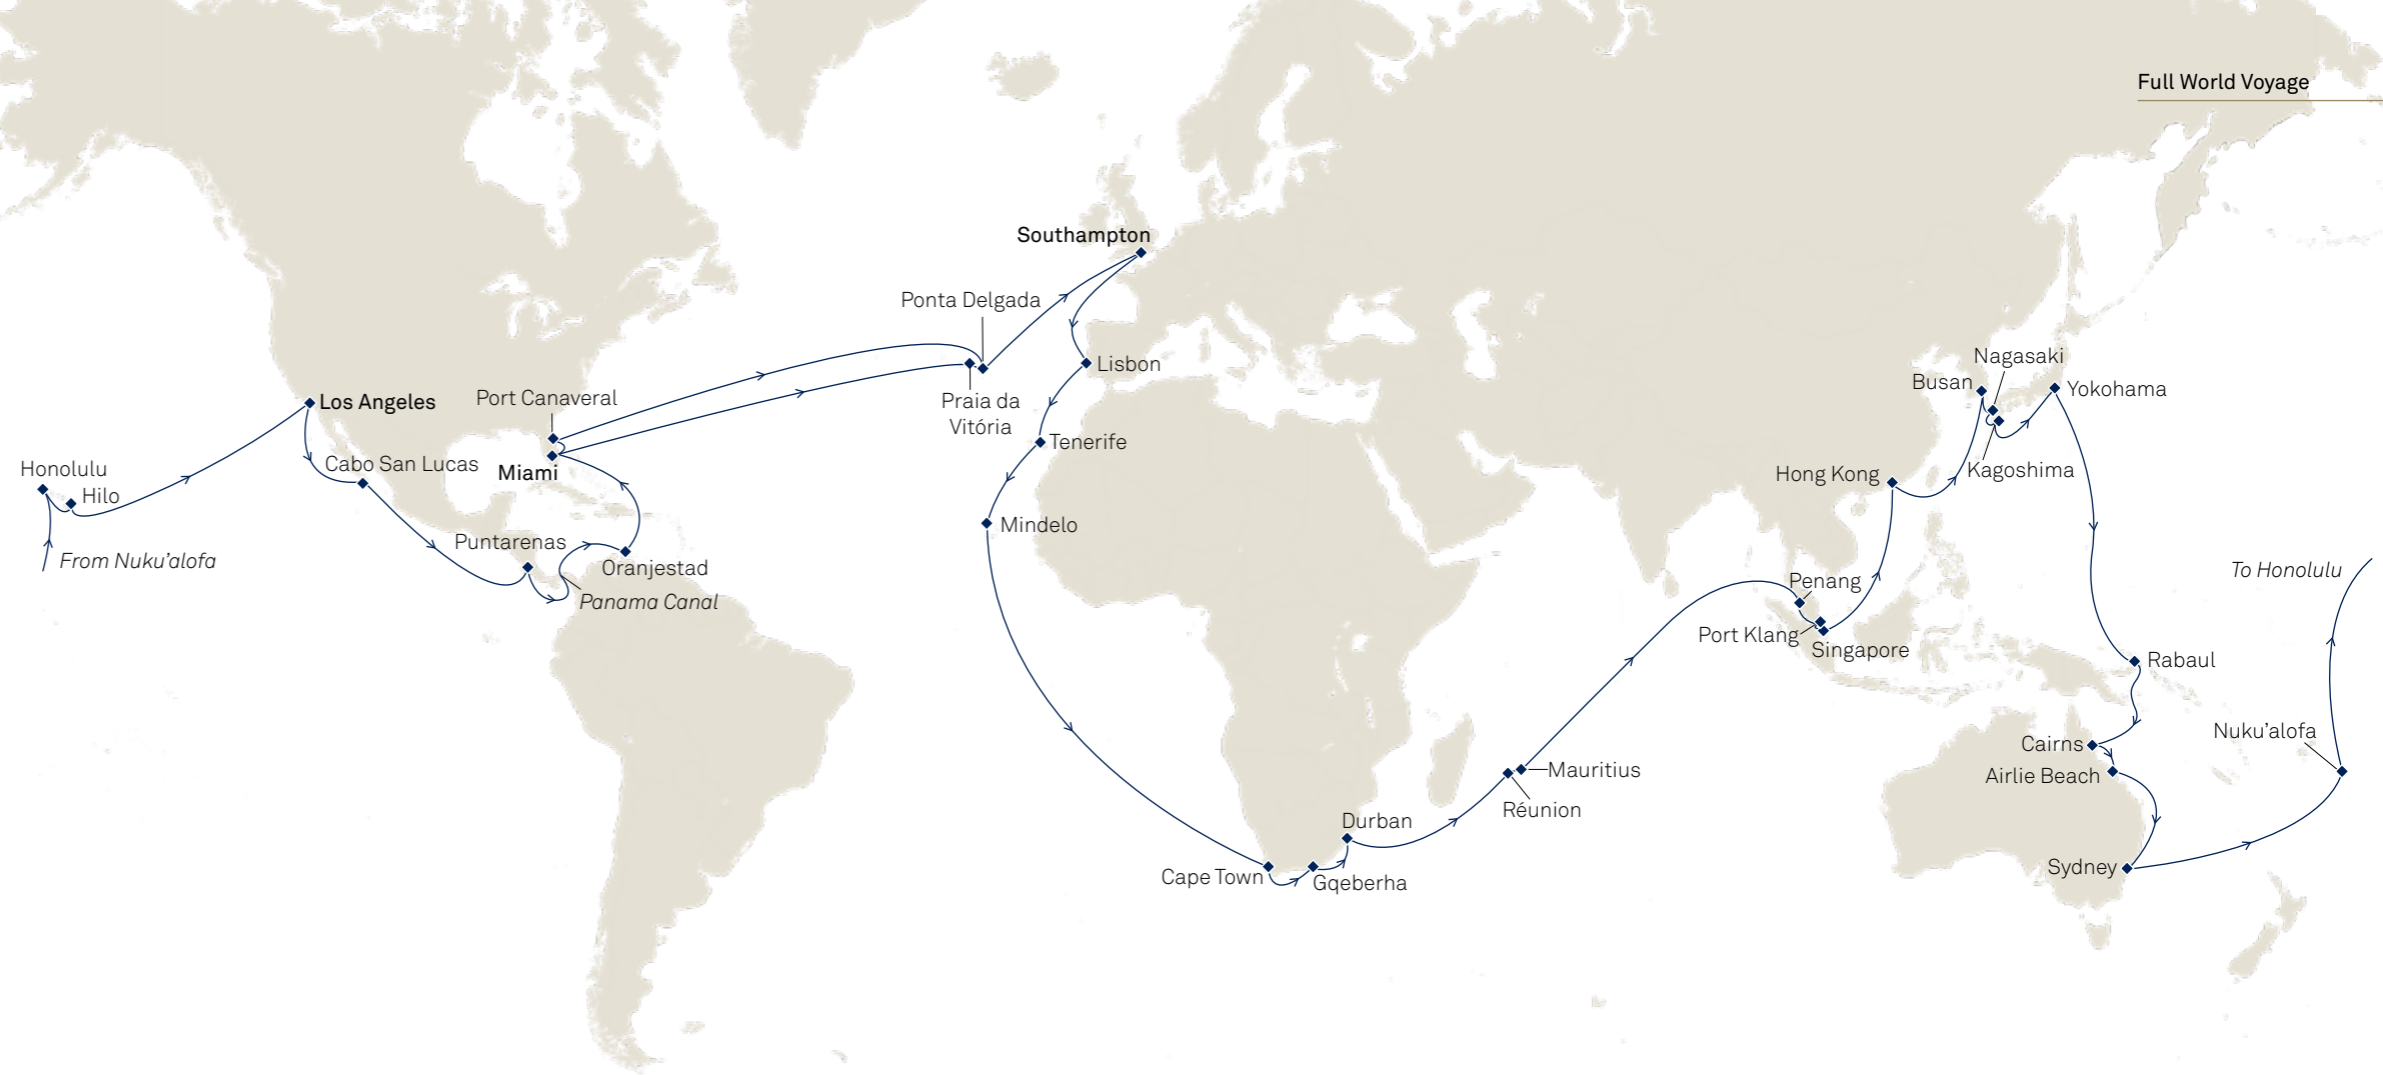 Full World Voyage
Southampton
Ponta Delgada
Nagasaki
Lisbon
Busan
Yokohama
Port Canaveral
Los Angeles
Praia da
Vitória
Tenerife
Honolulu
Cabo San Lucas
Miami
Kagoshima
Hong Kong
Hilo
Mindelo
Puntarenas
From Nuku’alofa
Oranjestad
To Honolulu
Penang
Panama Canal
Port Klang
Singapore
Rabaul
Nuku’alofa
Cairns
Mauritius
Airlie Beach
Réunion
Durban
Sydney
Cape Town
Gqeberha